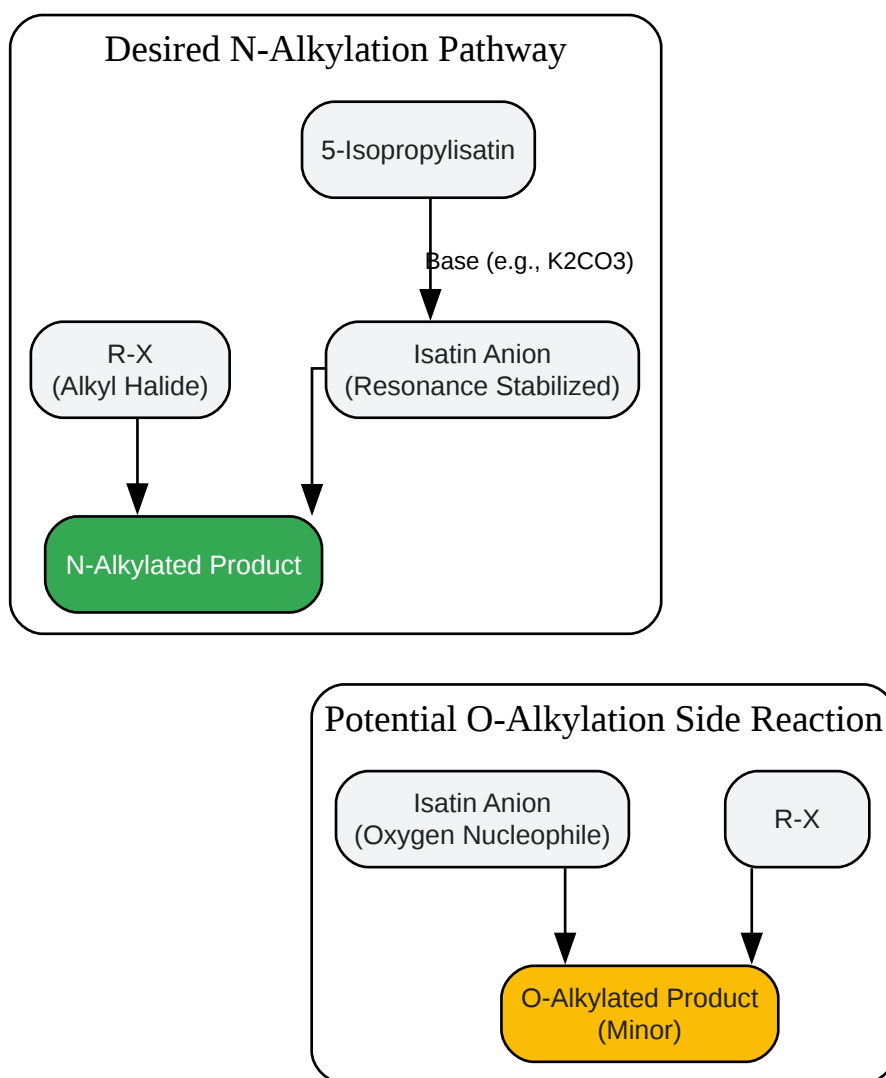 Desired N-Alkylation Pathway
5-Isopropylisatin
Base (e.g., K2CO3)
R-X
(Alkyl Halide)
Isatin Anion
(Resonance Stabilized)
N-Alkylated Product
Potential O-Alkylation Side Reaction
Isatin Anion
(Oxygen Nucleophile)
R-X
O-Alkylated Product
(Minor)